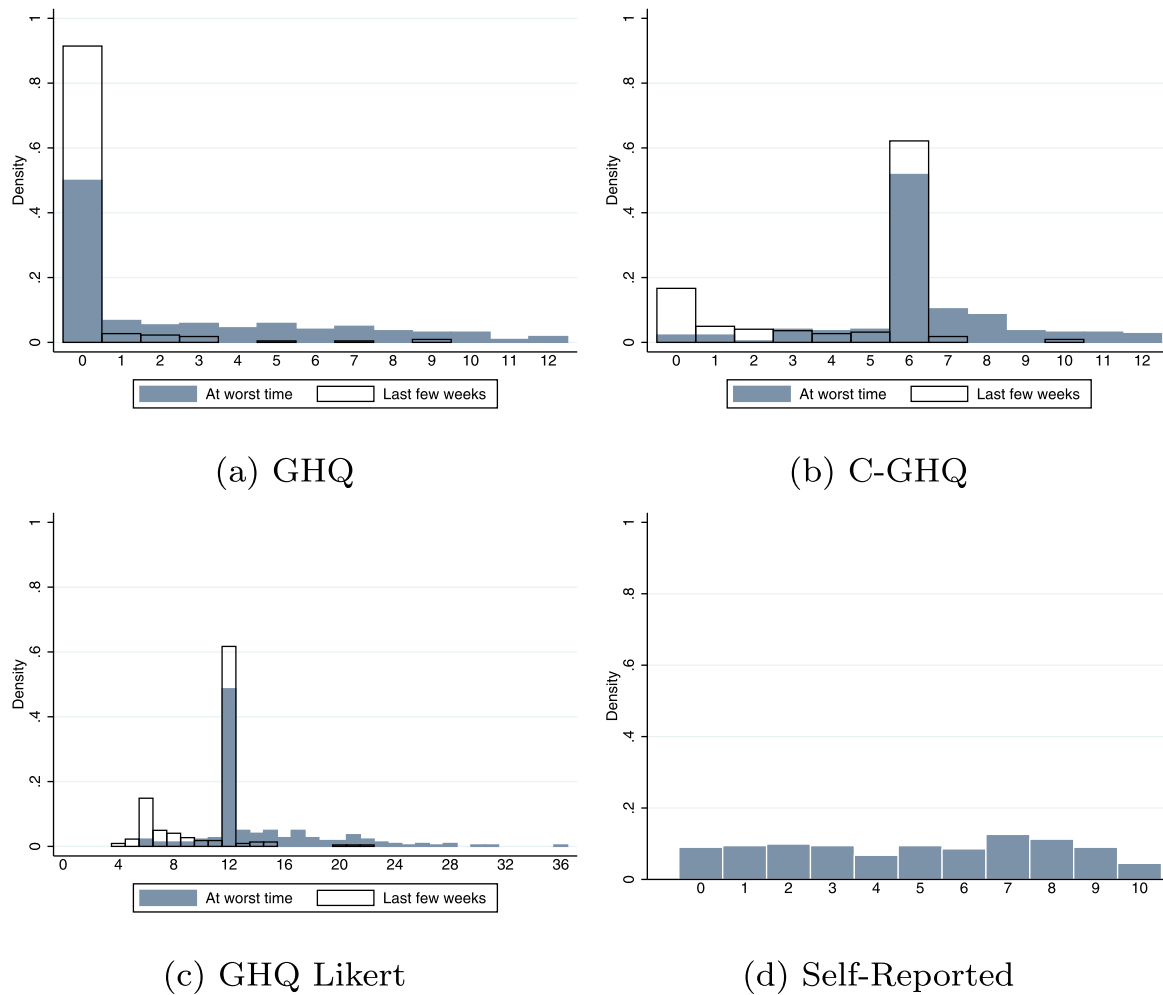 Density
0 .2 .4 .6 .8 1
0 1 2 3 4 5 6 7 8 9 10 11 12
At worst time Last few weeks
(a) GHQ
Density
0 .2 .4 .6 .8 1
0 1 2 3 4 5 6 7 8 9 10 11 12
At worst time Last few weeks
(b) C-GHQ
Density
0 .2 .4 .6 .8 1
0 4 8 12 16 20 24 28 32 36
At worst time Last few weeks
(c) GHQ Likert
Density
0 .2 .4 .6 .8 1
0 1 2 3 4 5 6 7 8 9 10
(d) Self-Reported